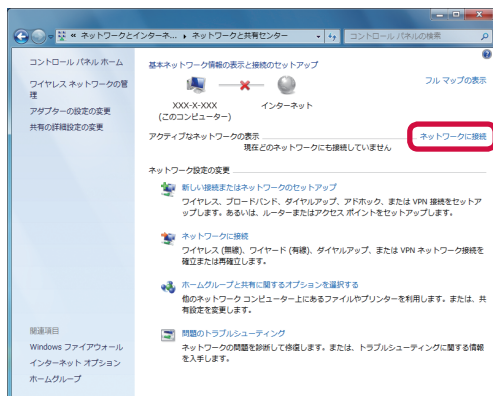 « ネットワークとインターネ... ▸ ネットワークと共有センター
コントロール パネルの検索
コントロール パネル ホーム
ワイヤレス ネットワークの管
理
アダプターの設定の変更
共有の詳細設定の変更
基本ネットワーク情報の表示と接続のセットアップ
フル マップの表示
XXX-X-XXX
(このコンピューター)
インターネット
アクティブなネットワークの表示
ネットワークに接続
現在どのネットワークにも接続していません
ネットワーク設定の変更
新しい接続またはネットワークのセットアップ
ワイヤレス、ブロードバンド、ダイヤルアップ、アドホック、または VPN 接続をセットア
ップします。あるいは、ルーターまたはアクセス ポイントをセットアップします。
ネットワークに接続
ワイヤレス (無線)、ワイヤード (有線)、ダイヤルアップ、または VPN ネットワーク接続を
確立または再確立します。
ホームグループと共有に関するオプションを選択する
他のネットワーク コンピューター上にあるファイルやプリンターを利用します。または、共
有設定を変更します。
問題のトラブルシューティング
ネットワークの問題を診断して修復します。または、トラブルシューティングに関する情報
を入手します。
関連項目
Windows ファイアウォール
インターネット オプション
ホームグループ